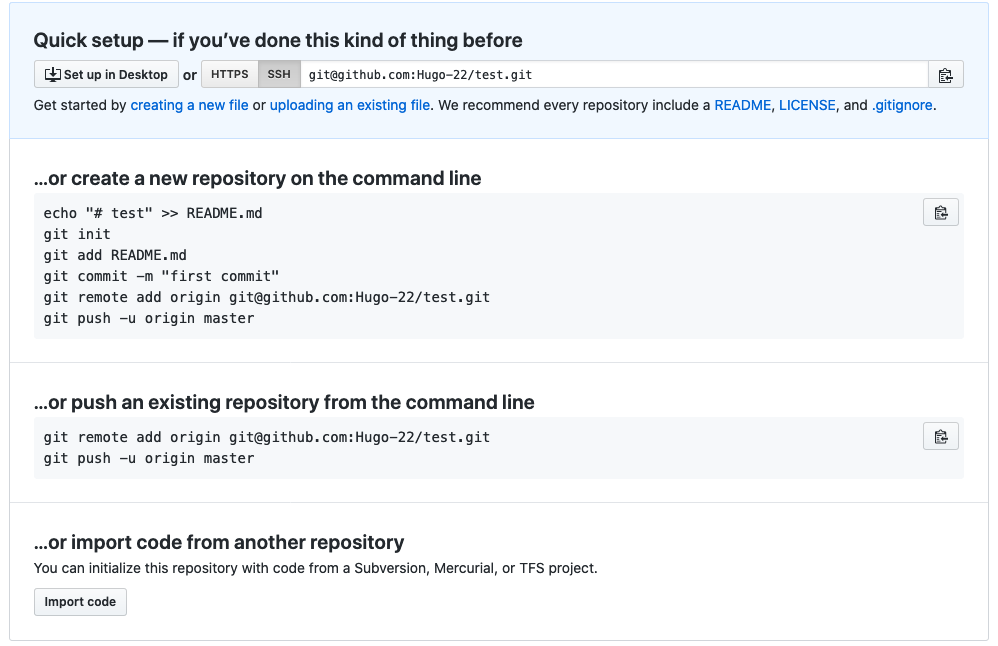 Quick setup — if you’ve done this kind of thing before
Set up in Desktop or HTTPS SSH git@github.com:Hugo-22/test.git
Get started by creating a new file or uploading an existing file. We recommend every repository include a README, LICENSE, and .gitignore.
…or create a new repository on the command line
echo "# test" >> README.md
git init
git add README.md
git commit -m "first commit"
git remote add origin git@github.com:Hugo-22/test.git
git push -u origin master
…or push an existing repository from the command line
git remote add origin git@github.com:Hugo-22/test.git
git push -u origin master
…or import code from another repository
You can initialize this repository with code from a Subversion, Mercurial, or TFS project.
Import code